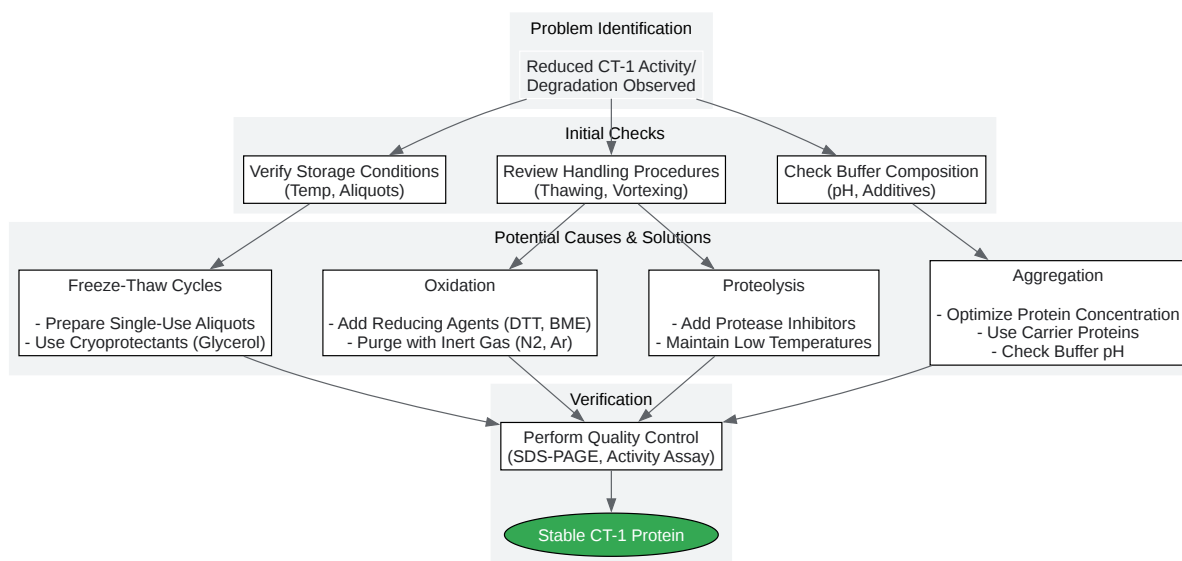 Problem Identification
Reduced CT-1 Activity/
Degradation Observed
Initial Checks
Verify Storage Conditions
(Temp, Aliquots)
Review Handling Procedures
(Thawing, Vortexing)
Check Buffer Composition
(pH, Additives)
Potential Causes & Solutions
Freeze-Thaw Cycles
- Prepare Single-Use Aliquots
- Use Cryoprotectants (Glycerol)
Oxidation
- Add Reducing Agents (DTT, BME)
- Purge with Inert Gas (N2, Ar)
Proteolysis
- Add Protease Inhibitors
- Maintain Low Temperatures
Aggregation
- Optimize Protein Concentration
- Use Carrier Proteins
- Check Buffer pH
Verification
Perform Quality Control
(SDS-PAGE, Activity Assay)
Stable CT-1 Protein